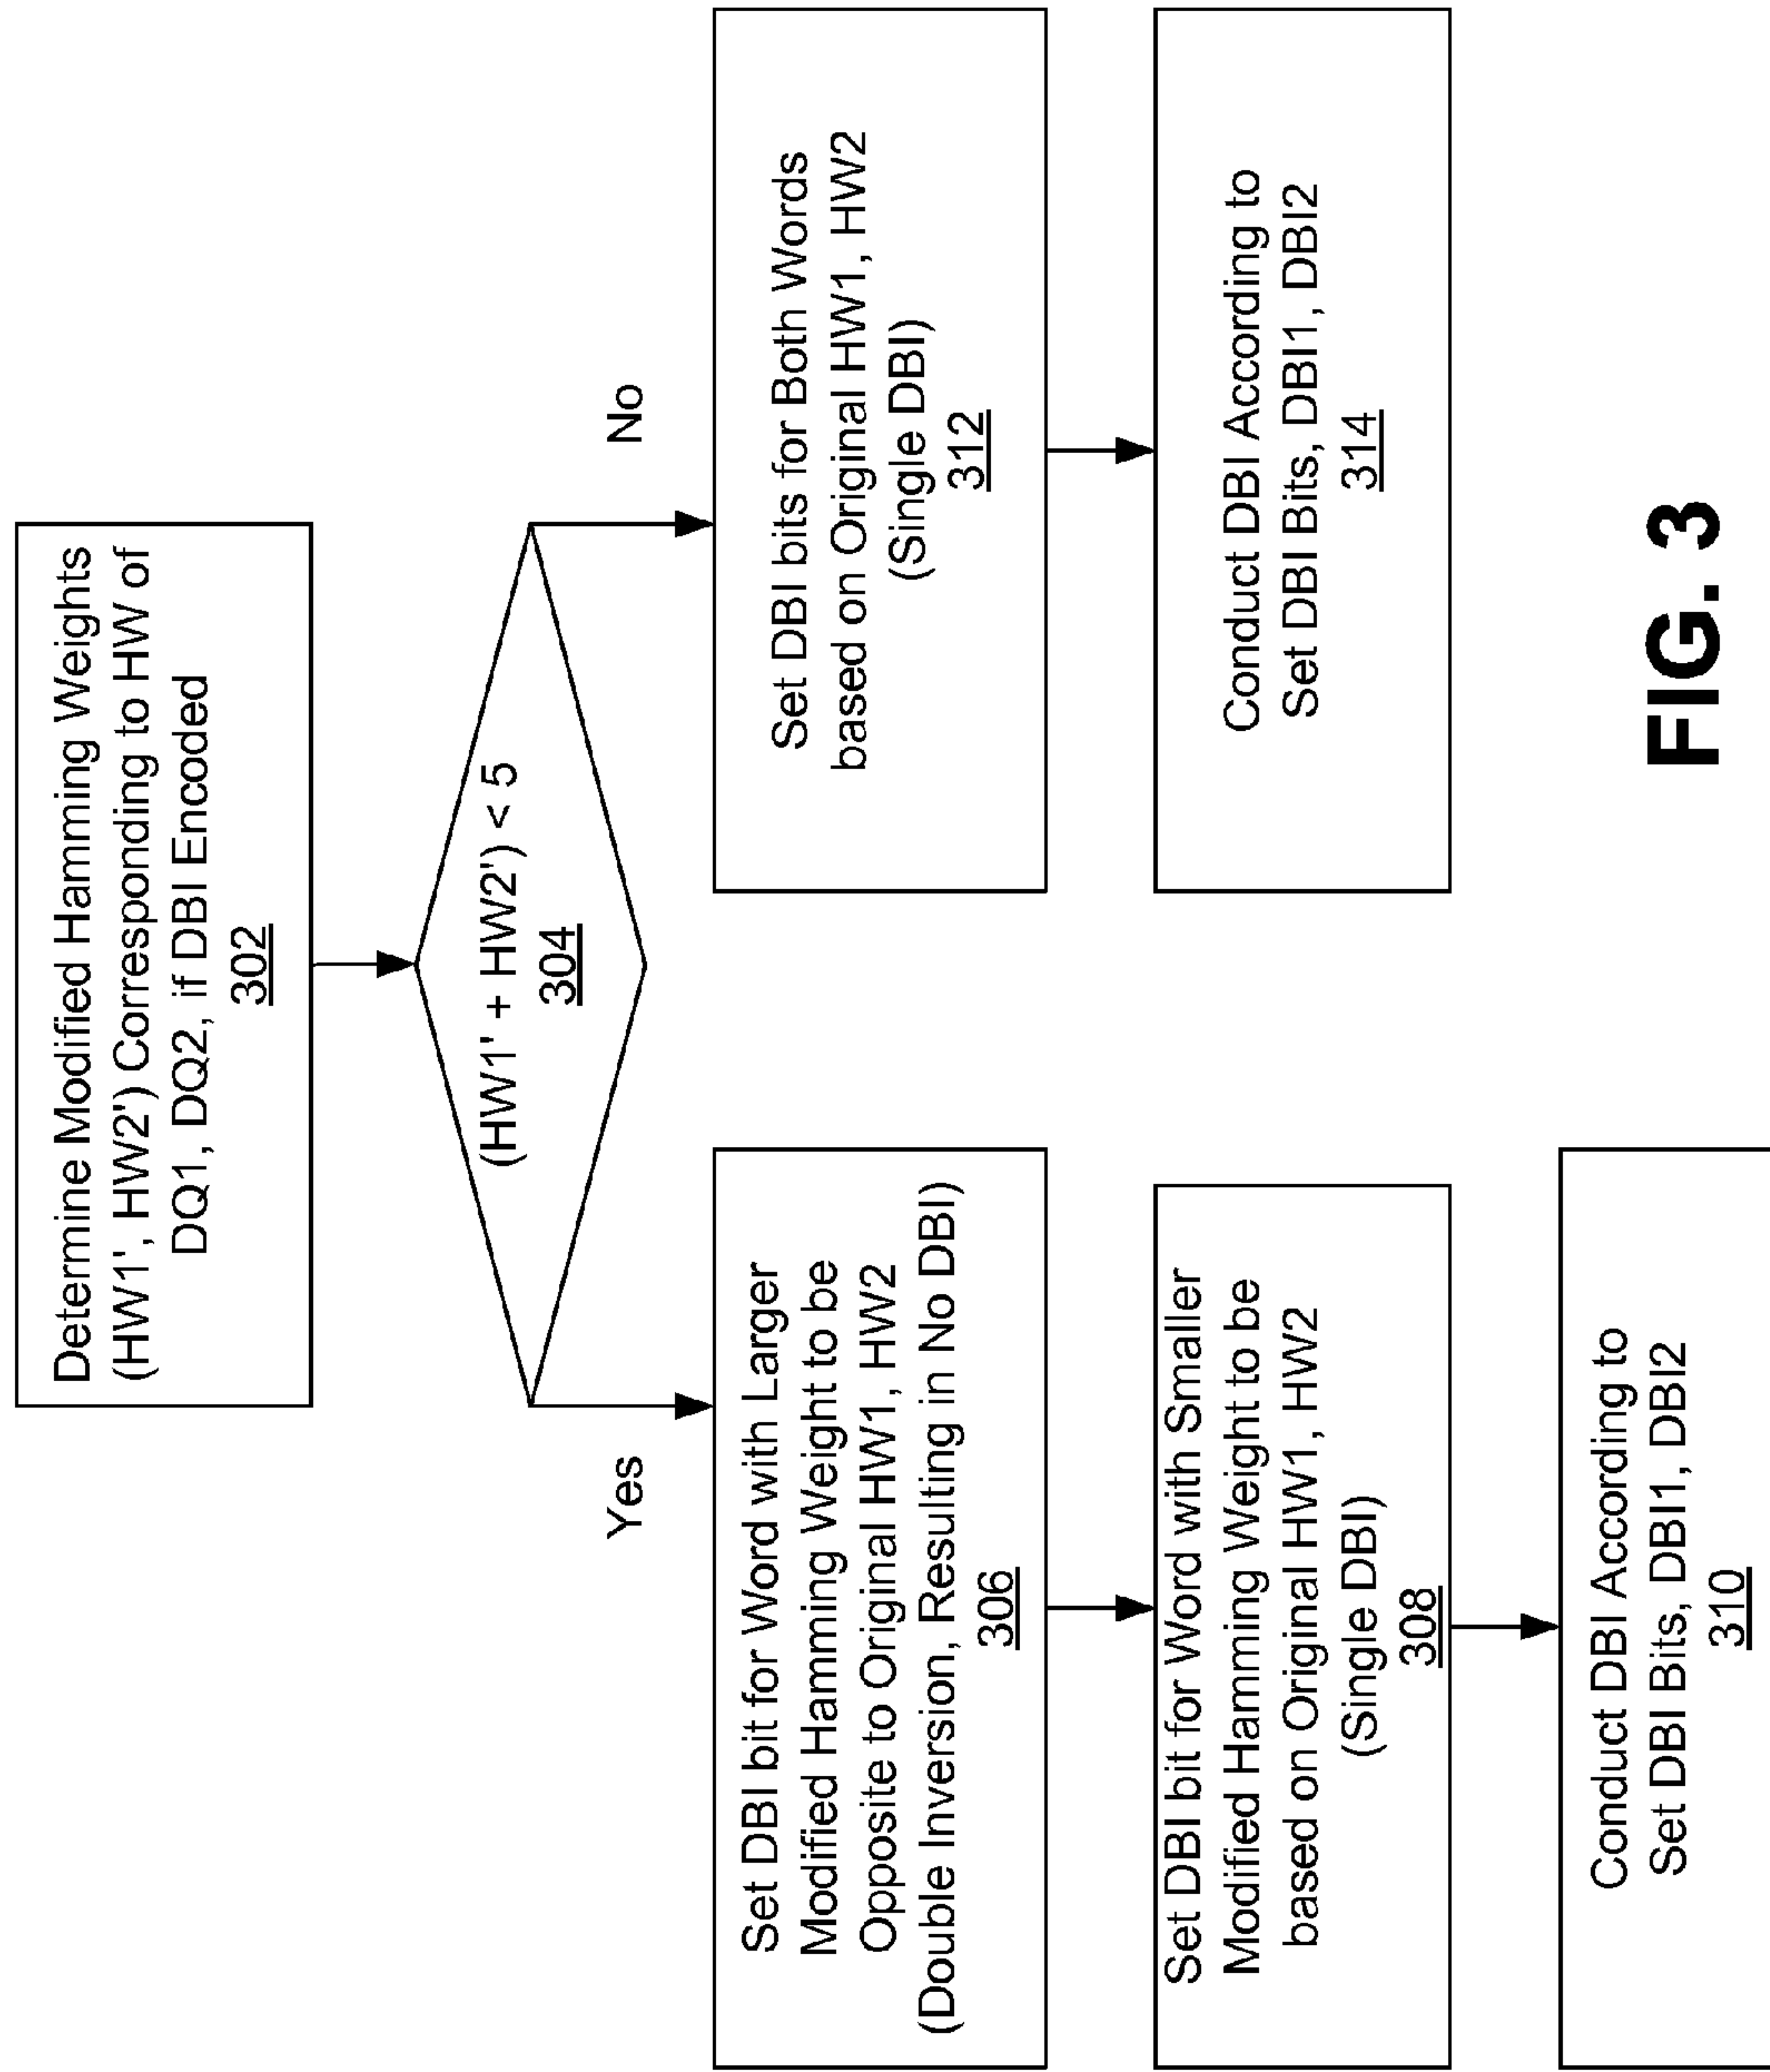 Determine Modified Hamming Weights
(HW1', HW2') Corresponding to HW of
DQ1, DQ2, if DBI Encoded
302
(HW1' + HW2') < 5
304
Yes
No
Set DBI bit for Word with Larger
Modified Hamming Weight to be
Opposite to Original HW1, HW2
(Double Inversion, Resulting in No DBI)
306
Set DBI bit for Word with Smaller
Modified Hamming Weight to be
based on Original HW1, HW2
(Single DBI)
308
Conduct DBI According to
Set DBI Bits, DBI1, DBI2
310
Set DBI bits for Both Words
based on Original HW1, HW2
(Single DBI)
312
Conduct DBI According to
Set DBI Bits, DBI1, DBI2
314
FIG. 3